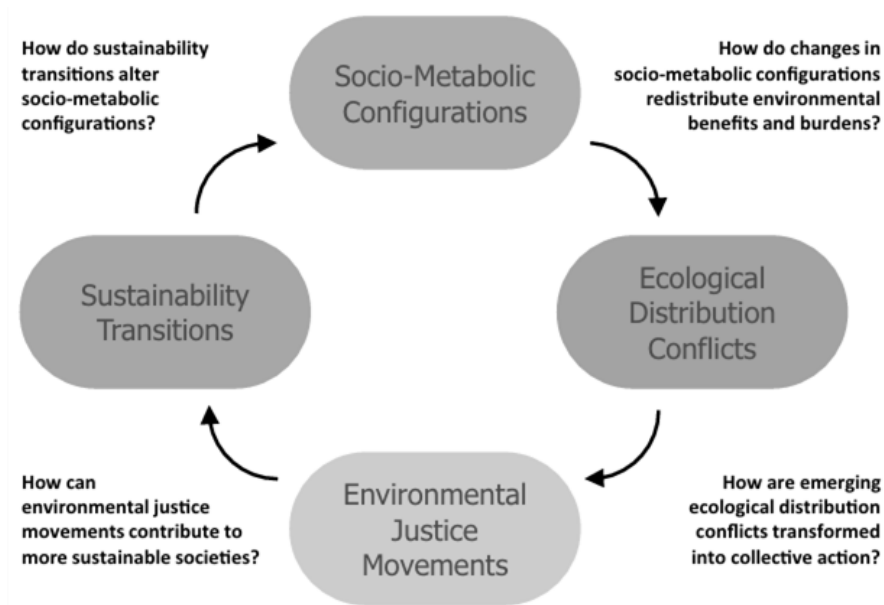 How do sustainability
transitions alter
socio-metabolic
configurations?
Socio-Metabolic
Configurations
How do changes in
socio-metabolic configurations
redistribute environmental
benefits and burdens?
Sustainability
Transitions
Ecological
Distribution
Conflicts
How can
environmental justice
movements contribute to
more sustainable societies?
Environmental
Justice
Movements
How are emerging
ecological distribution
conflicts transformed
into collective action?